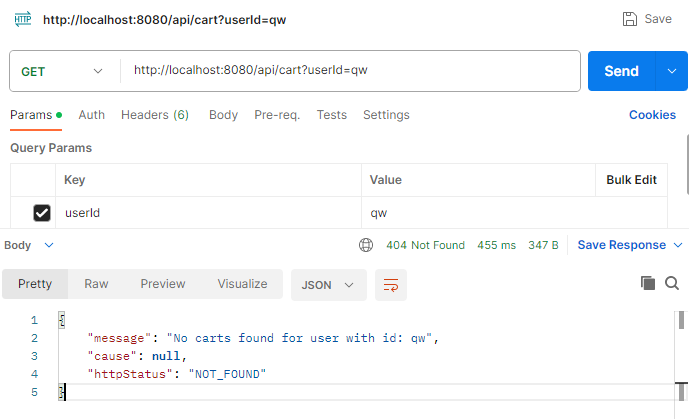 HTTP http://localhost:8080/api/cart?userId=qw Save
GET http://localhost:8080/api/cart?userId=qw Send
Params Auth Headers (6) Body Pre-req. Tests Settings Cookies
Query Params
Key Value Bulk Edit
userId qw
Body 404 Not Found 455 ms 347 B Save Response
Pretty Raw Preview Visualize JSON
1 {
2 "message": "No carts found for user with id: qw",
3 "cause": null,
4 "httpStatus": "NOT_FOUND"
5 }